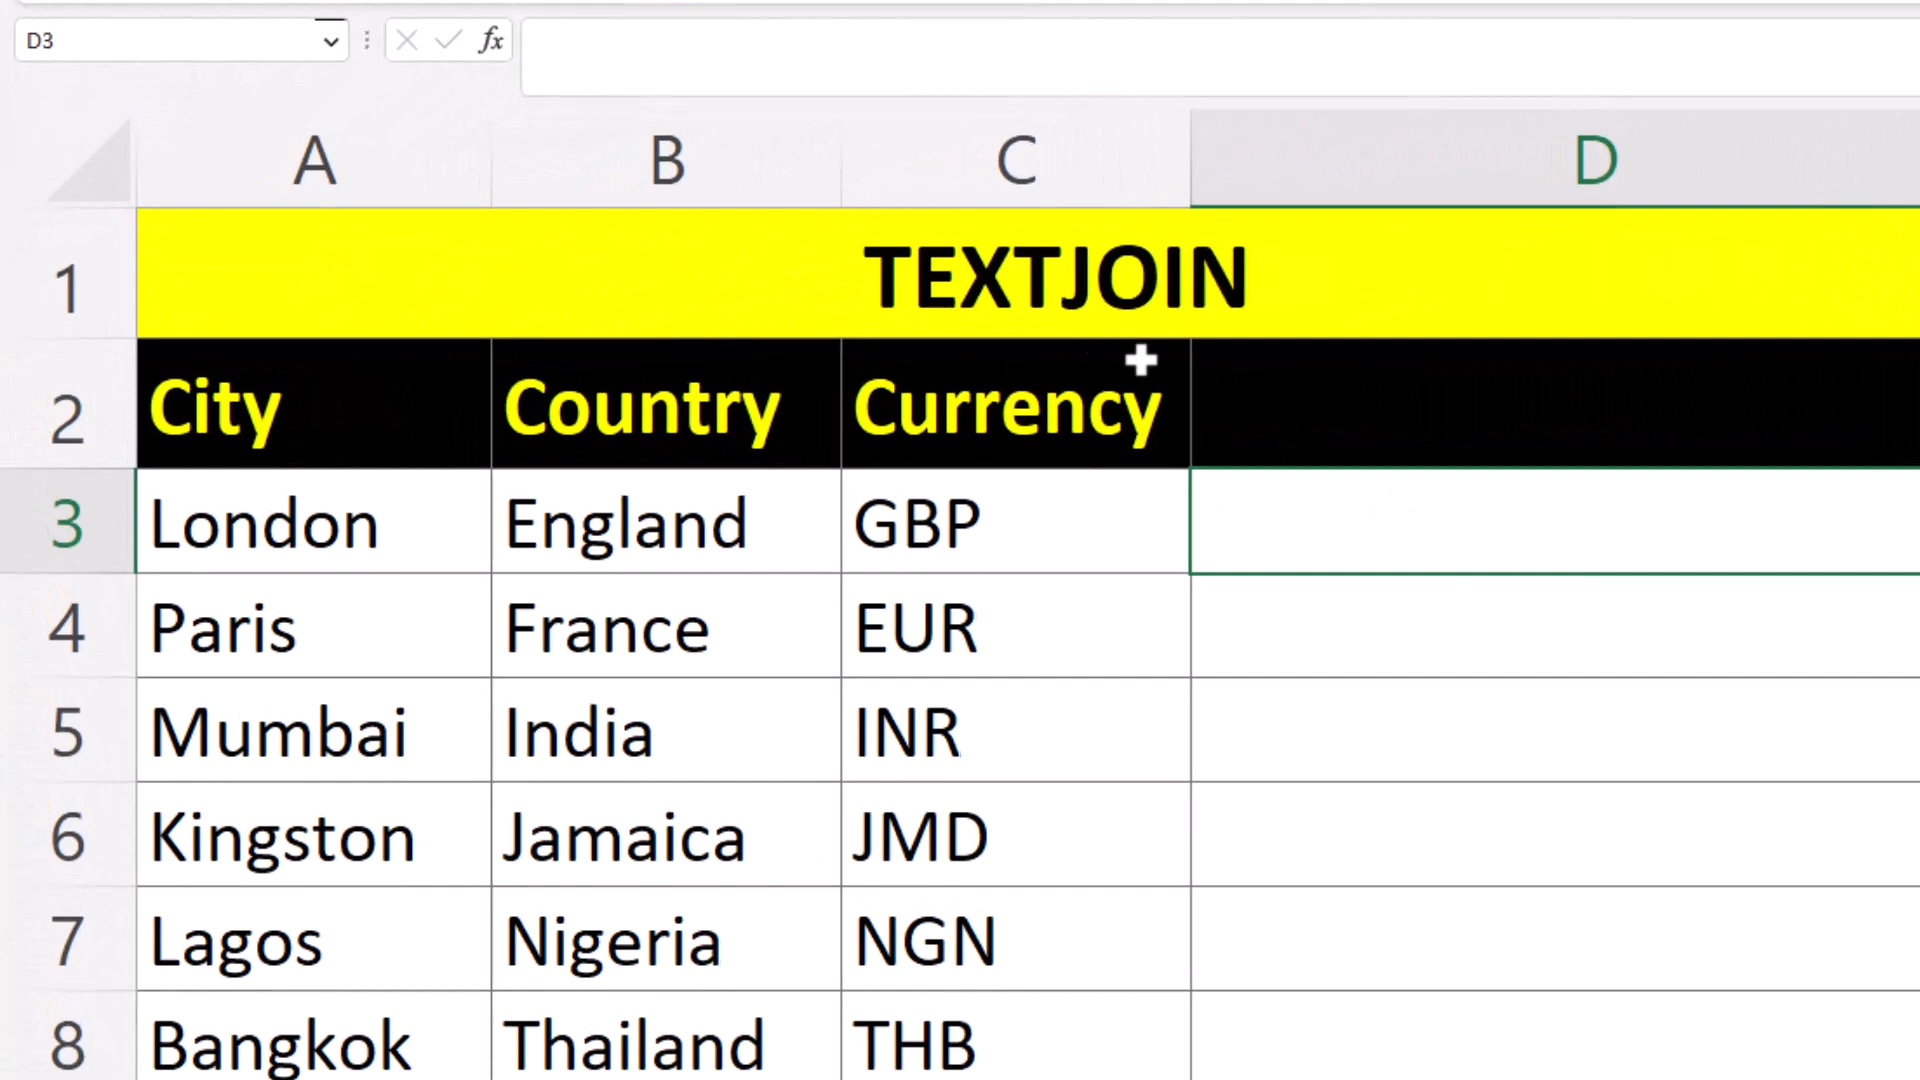 D3 fx
A B C D
1 TEXTJOIN
2 City Country Currency
3 London England GBP
4 Paris France EUR
5 Mumbai India INR
6 Kingston Jamaica JMD
7 Lagos Nigeria NGN
8 Bangkok Thailand THB